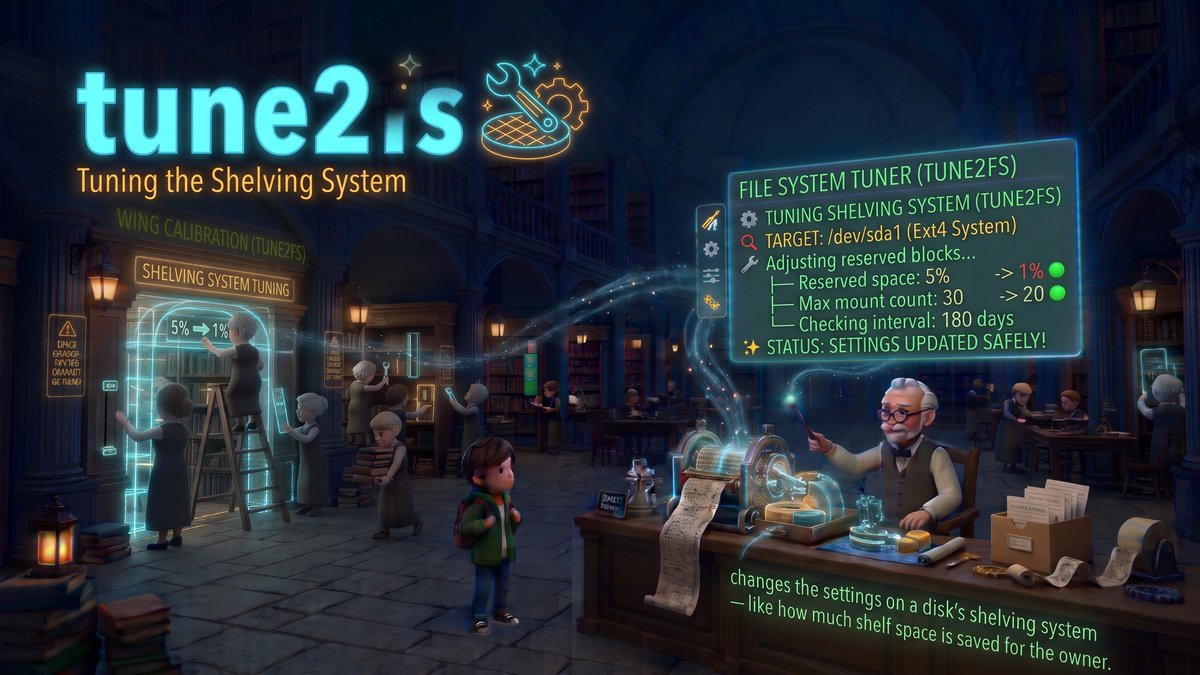 tune2is
Tuning the Shelving System
WING CALIBRATION (TUNE2FS)
SHELVING SYSTEM TUNING
5% → 1%
FILE SYSTEM TUNER (TUNE2FS)
TUNING SHELVING SYSTEM (TUNE2FS)
TARGET: /dev/sda1 (Ext4 System)
Adjusting reserved blocks...
Reserved space: 5% -> 1%
Max mount count: 30 -> 20
Checking interval: 180 days
STATUS: SETTINGS UPDATED SAFELY!
changes the settings on a disk's shelving system
— like how much shelf space is saved for the owner.